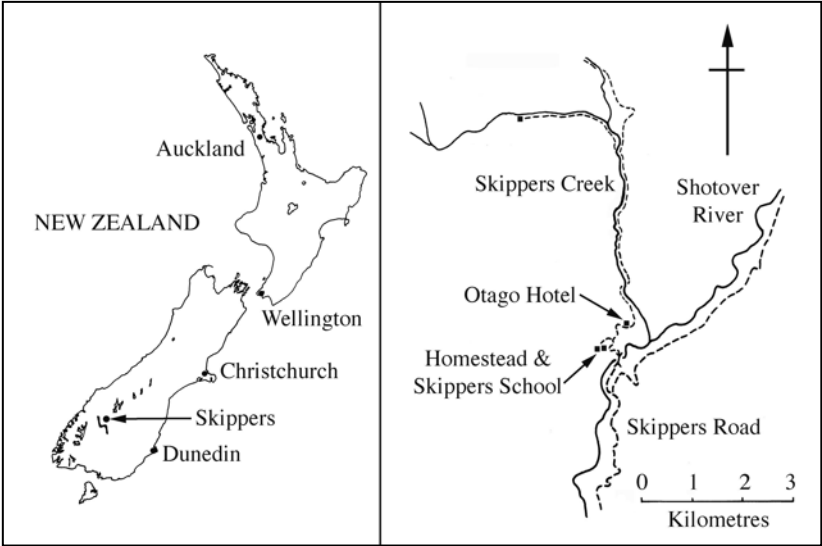 Auckland
NEW ZEALAND
Wellington
Christchurch
Skippers
Dunedin
Skippers Creek
Shotover
River
Otago Hotel
Homestead &
Skippers School
Skippers Road
0 1 2 3
Kilometres